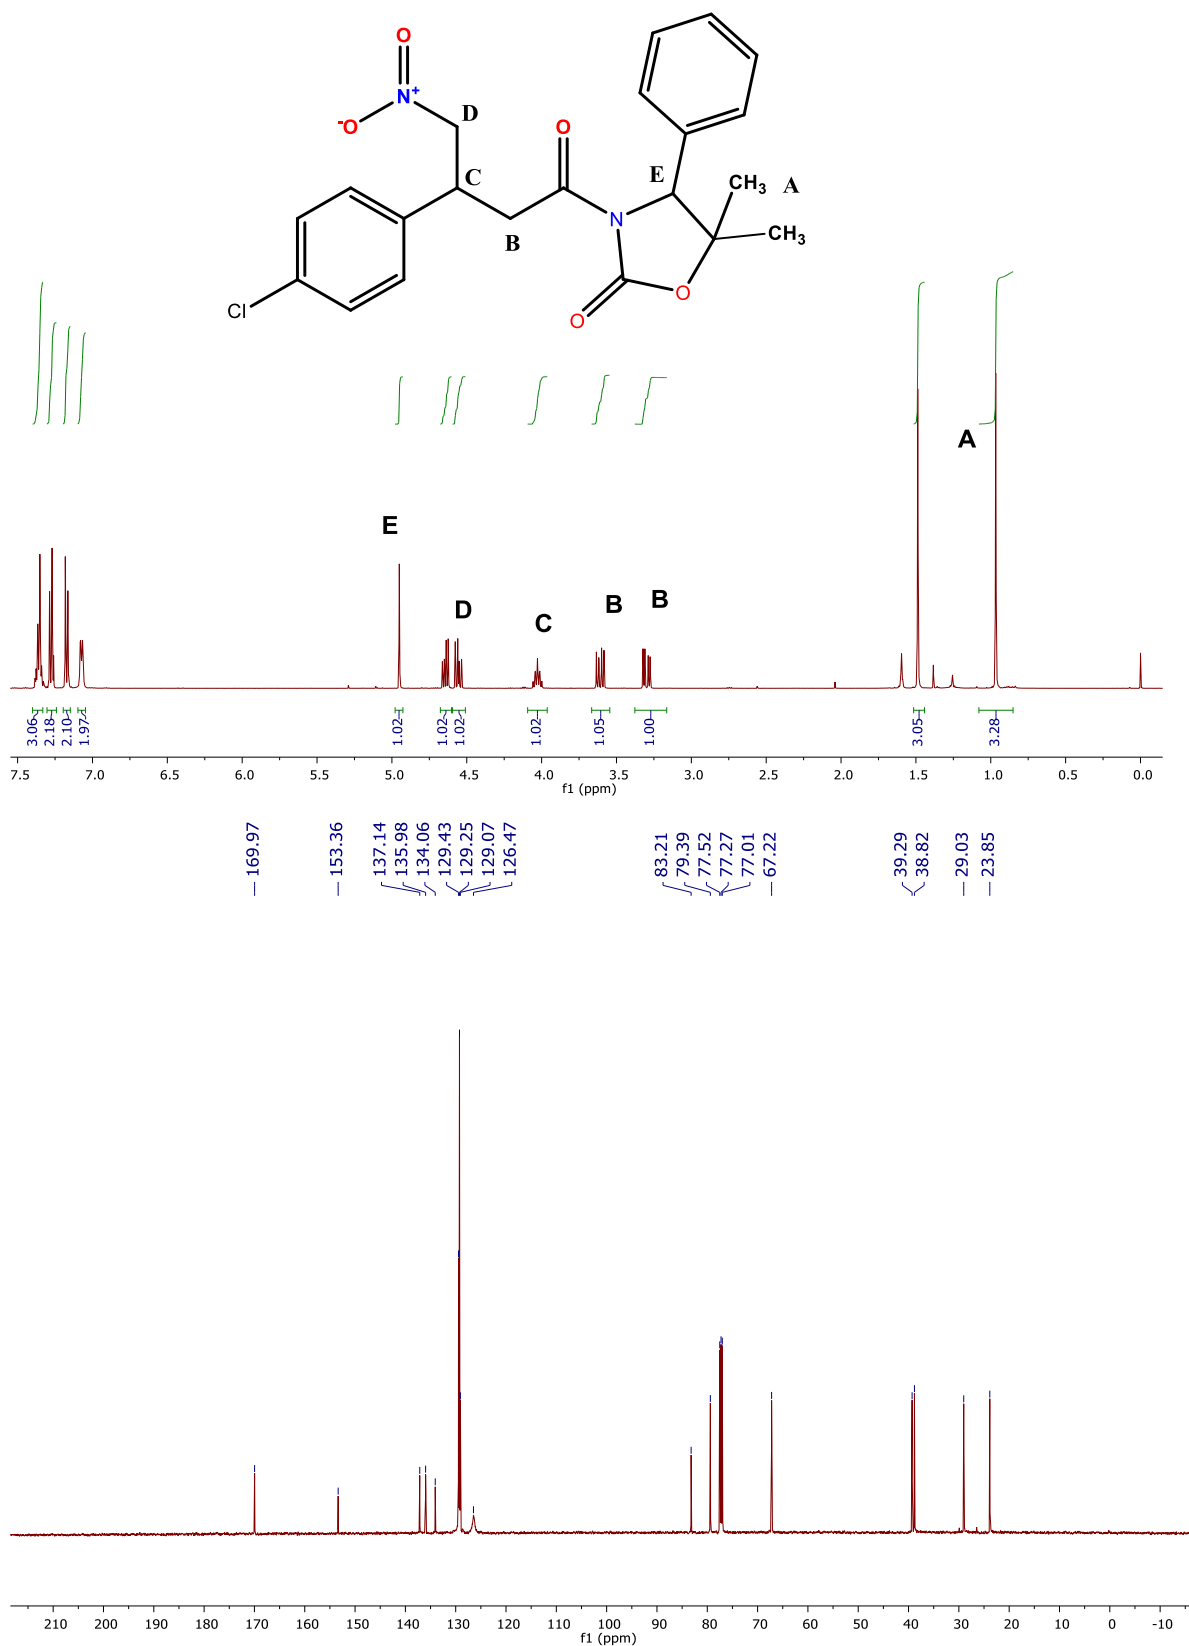 O
N+
-O
D
O
C
E
CH3
A
N
CH3
B
Cl
O
O
A
E
D
C
B
B
3.06
2.18
2.10
1.97
1.02
1.02
1.02
1.02
1.05
1.00
3.05
3.28
7.5 7.0 6.5 6.0 5.5 5.0 4.5 4.0 3.5 3.0 2.5 2.0 1.5 1.0 0.5 0.0
f1 (ppm)
169.97
153.36
137.14
135.98
134.06
129.43
129.25
129.07
126.47
83.21
79.39
77.52
77.27
77.01
67.22
39.29
38.82
29.03
23.85
210 200 190 180 170 160 150 140 130 120 110 100 90 80 70 60 50 40 30 20 10 0 -10
f1 (ppm)